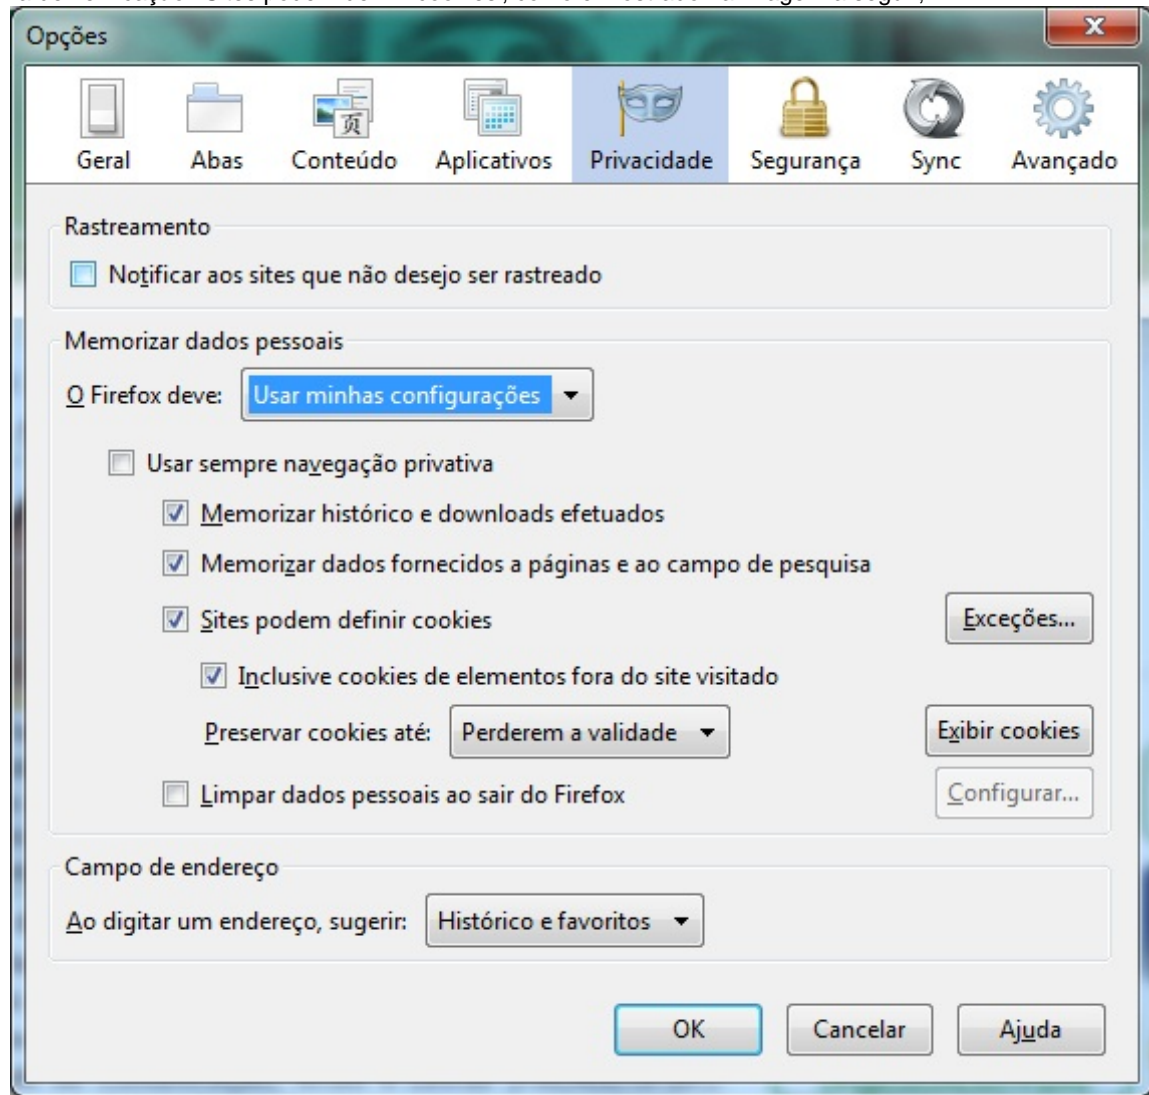 Opções
Geral Abas Conteúdo Aplicativos Privacidade Segurança Sync Avançado
Rastreamento
Notificar aos sites que não desejo ser rastreado
Memorizar dados pessoais
O Firefox deve: Usar minhas configurações
Usar sempre navegação privativa
Memorizar histórico e downloads efetuados
Memorizar dados fornecidos a páginas e ao campo de pesquisa
Sites podem definir cookies Exceções...
Inclusive cookies de elementos fora do site visitado
Preservar cookies até: Perderem a validade Exibir cookies
Limpar dados pessoais ao sair do Firefox Configurar...
Campo de endereço
Ao digitar um endereço, sugerir: Histórico e favoritos
OK Cancelar Ajuda